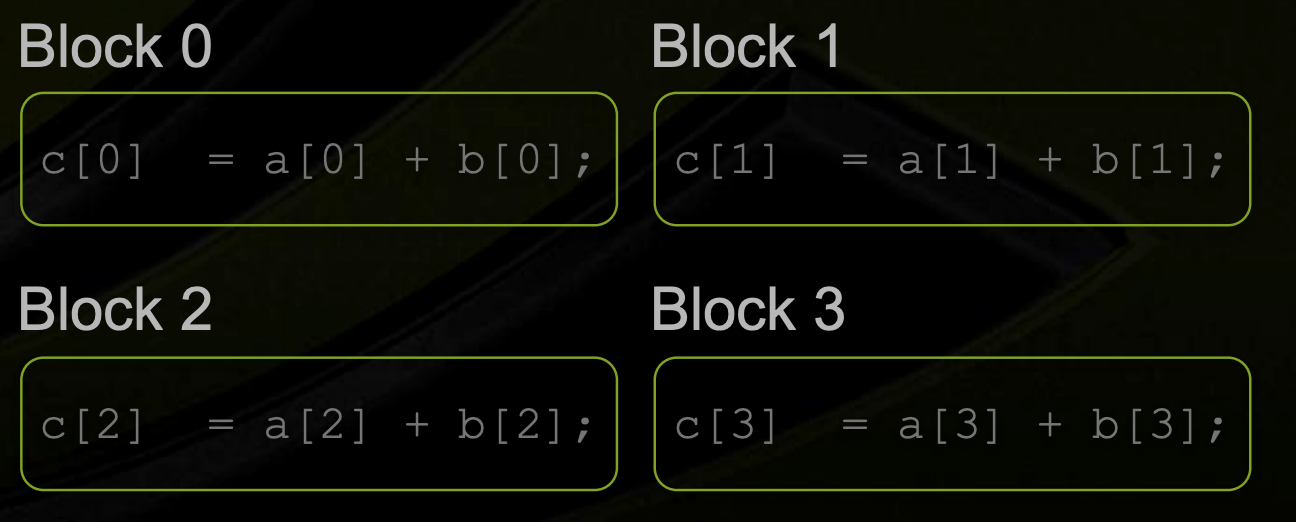 Block 0
c[0]  = a[0] + b[0];
Block 1
c[1]  = a[1] + b[1];
Block 2
c[2]  = a[2] + b[2];
Block 3
c[3]  = a[3] + b[3];